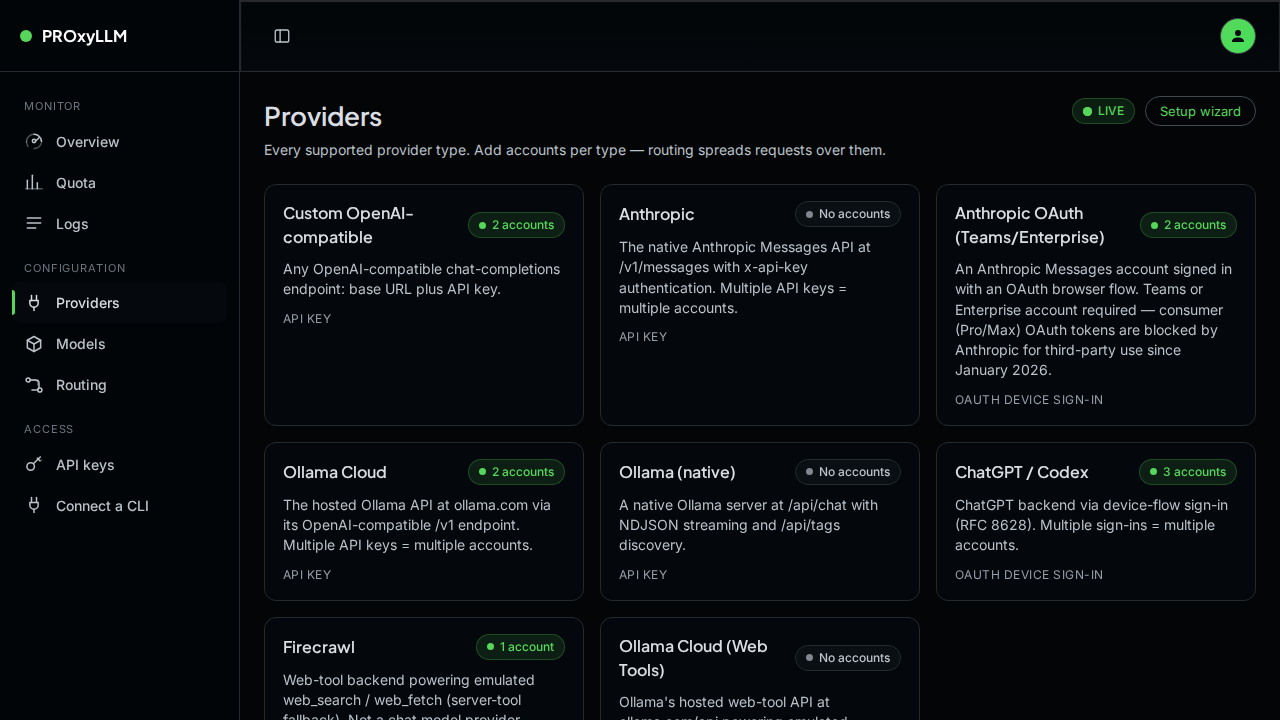 PROxyLLM
MONITOR
Overview
Quota
Logs
CONFIGURATION
Providers
Models
Routing
ACCESS
API keys
Connect a CLI
Providers
LIVE
Setup wizard
Every supported provider type. Add accounts per type — routing spreads requests over them.
Custom OpenAI-
compatible
2 accounts
Any OpenAI-compatible chat-completions
endpoint: base URL plus API key.
API KEY
Anthropic
No accounts
The native Anthropic Messages API at
/v1/messages with x-api-key
authentication. Multiple API keys =
multiple accounts.
API KEY
Anthropic OAuth
(Teams/Enterprise)
2 accounts
An Anthropic Messages account signed in
with an OAuth browser flow. Teams or
Enterprise account required — consumer
(Pro/Max) OAuth tokens are blocked by
Anthropic for third-party use since
January 2026.
OAUTH DEVICE SIGN-IN
Ollama Cloud
2 accounts
The hosted Ollama API at ollama.com via
its OpenAI-compatible /v1 endpoint.
Multiple API keys = multiple accounts.
API KEY
Ollama (native)
No accounts
A native Ollama server at /api/chat with
NDJSON streaming and /api/tags
discovery.
API KEY
ChatGPT / Codex
3 accounts
ChatGPT backend via device-flow sign-in
(RFC 8628). Multiple sign-ins = multiple
accounts.
OAUTH DEVICE SIGN-IN
Firecrawl
1 account
Web-tool backend powering emulated
web_search / web_fetch (server-tool
fallback). Not a chat model provider
Ollama Cloud (Web
Tools)
No accounts
Ollama's hosted web-tool API at
ollama.com/api powering emulated